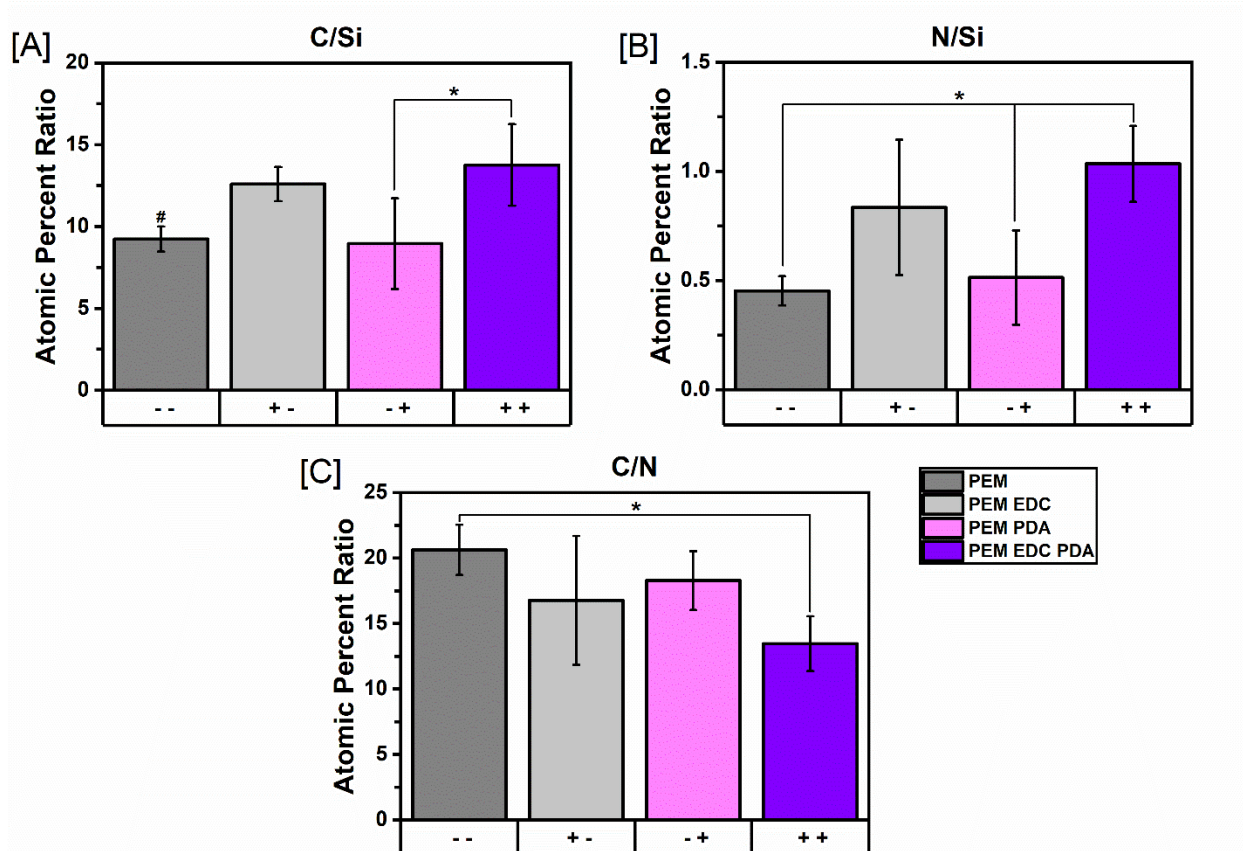 [A]
C/Si
Atomic Percent Ratio
20
15
10
5
0
#
*
- -
+ -
- +
+ +
[B]
N/Si
Atomic Percent Ratio
1.5
1.0
0.5
0.0
*
- -
+ -
- +
+ +
[C]
C/N
Atomic Percent Ratio
25
20
15
10
5
0
*
- -
+ -
- +
+ +
PEM
PEM EDC
PEM PDA
PEM EDC PDA